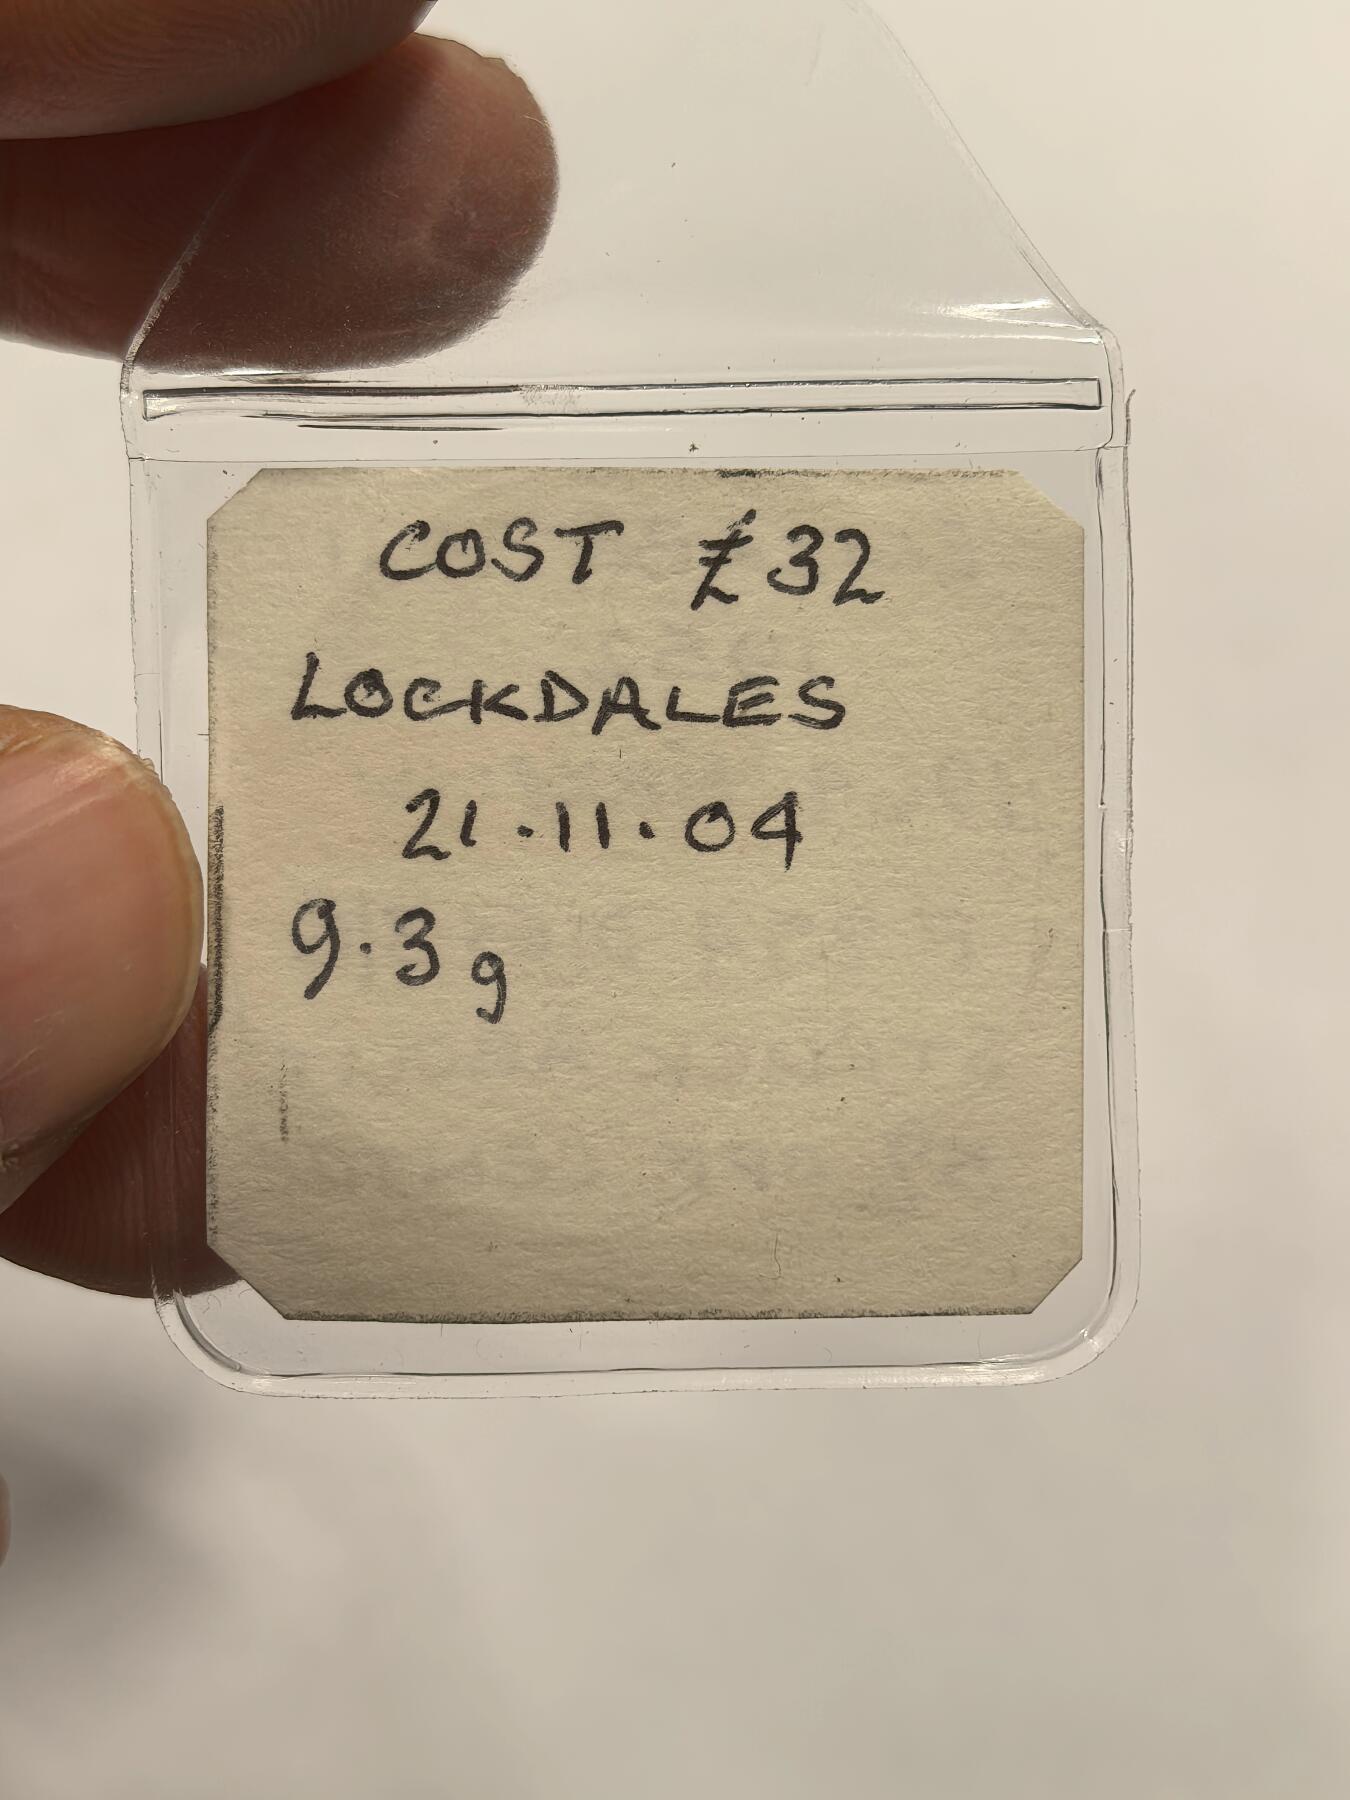 COST £32
LOCKDALES
21.11.04
9.3g